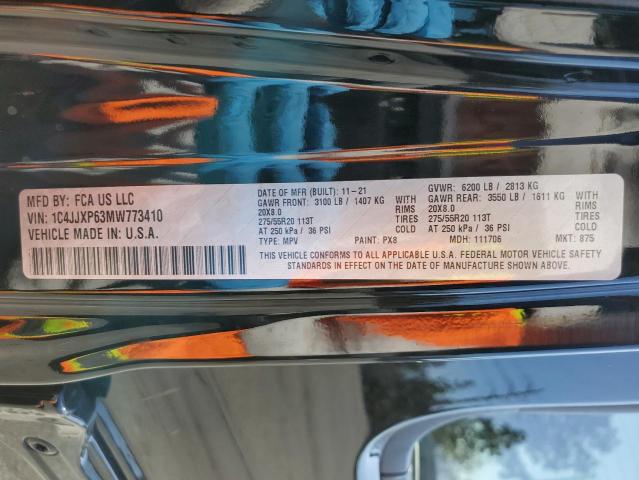 MFD BY: FCA US LLC
VIN: 1C4JJXP63MW773410
VEHICLE MADE IN: U.S.A.
DATE OF MFR (BUILT): 11-21
GVWR: 6200 LB / 2813 KG
GAWR FRONT: 3100 LB / 1407 KG
WITH
GAWR REAR: 3550 LB / 1611 KG
WITH
20X8.0
RIMS
20X8.0
RIMS
275/55R20 113T
TIRES
275/55R20 113T
TIRES
AT 250 kPa / 36 PSI
COLD
AT 250 kPa / 36 PSI
COLD
TYPE: MPV
PAINT: PX8
MDH: 111706
MKT: 875
THIS VEHICLE CONFORMS TO ALL APPLICABLE U.S.A. FEDERAL MOTOR VEHICLE SAFETY
STANDARDS IN EFFECT ON THE DATE OF MANUFACTURE SHOWN ABOVE.